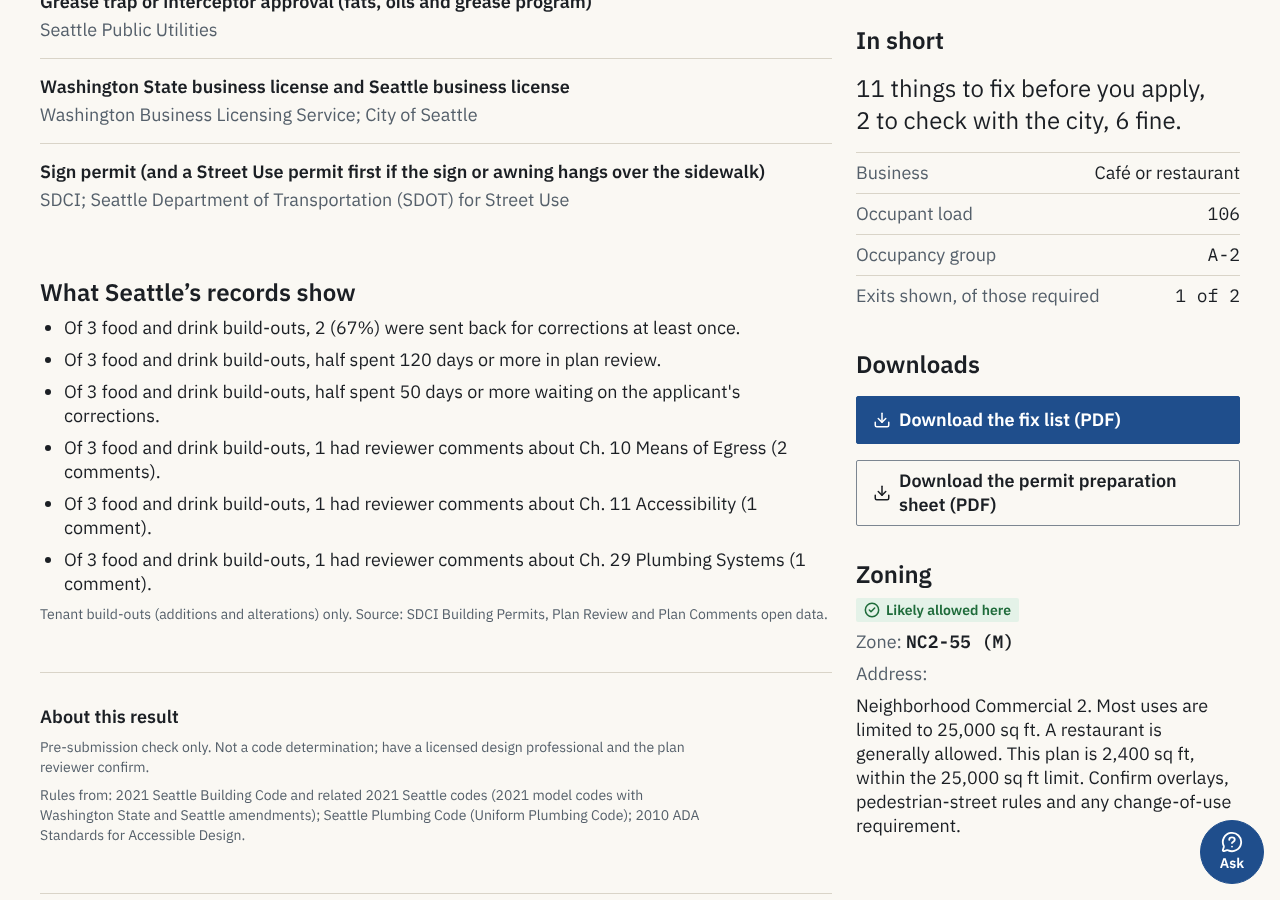 Grease trap or interceptor approval (fats, oils and grease program)
Seattle Public Utilities
Washington State business license and Seattle business license
Washington Business Licensing Service; City of Seattle
Sign permit (and a Street Use permit first if the sign or awning hangs over the sidewalk)
SDCI; Seattle Department of Transportation (SDOT) for Street Use
What Seattle’s records show
• Of 3 food and drink build-outs, 2 (67%) were sent back for corrections at least once.
• Of 3 food and drink build-outs, half spent 120 days or more in plan review.
• Of 3 food and drink build-outs, half spent 50 days or more waiting on the applicant's
corrections.
• Of 3 food and drink build-outs, 1 had reviewer comments about Ch. 10 Means of Egress (2
comments).
• Of 3 food and drink build-outs, 1 had reviewer comments about Ch. 11 Accessibility (1
comment).
• Of 3 food and drink build-outs, 1 had reviewer comments about Ch. 29 Plumbing Systems (1
comment).
Tenant build-outs (additions and alterations) only. Source: SDCI Building Permits, Plan Review and Plan Comments open data.
About this result
Pre-submission check only. Not a code determination; have a licensed design professional and the plan
reviewer confirm.
Rules from: 2021 Seattle Building Code and related 2021 Seattle codes (2021 model codes with
Washington State and Seattle amendments); Seattle Plumbing Code (Uniform Plumbing Code); 2010 ADA
Standards for Accessible Design.
In short
11 things to fix before you apply,
2 to check with the city, 6 fine.
Business Café or restaurant
Occupant load 106
Occupancy group A-2
Exits shown, of those required 1 of 2
Downloads
Download the fix list (PDF)
Download the permit preparation
sheet (PDF)
Zoning
Likely allowed here
Zone: NC2-55 (M)
Address:
Neighborhood Commercial 2. Most uses are
limited to 25,000 sq ft. A restaurant is
generally allowed. This plan is 2,400 sq ft,
within the 25,000 sq ft limit. Confirm overlays,
pedestrian-street rules and any change-of-use
requirement.
Ask